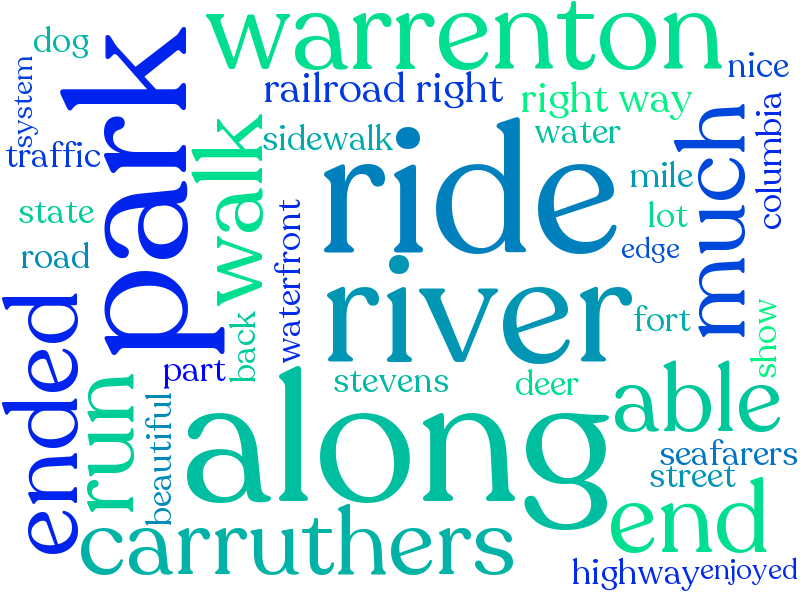 warrenton
dog
park
nice
system
railroad right
right way
columbia
much
walk
sidewalk
ride
water
traffic
mile
state
lot
waterfront
road
edge
river
ended
fort
show
back
part
stevens
deer
able
run
along
beautiful
seafarers
street
end
carruthers
highway
enjoyed